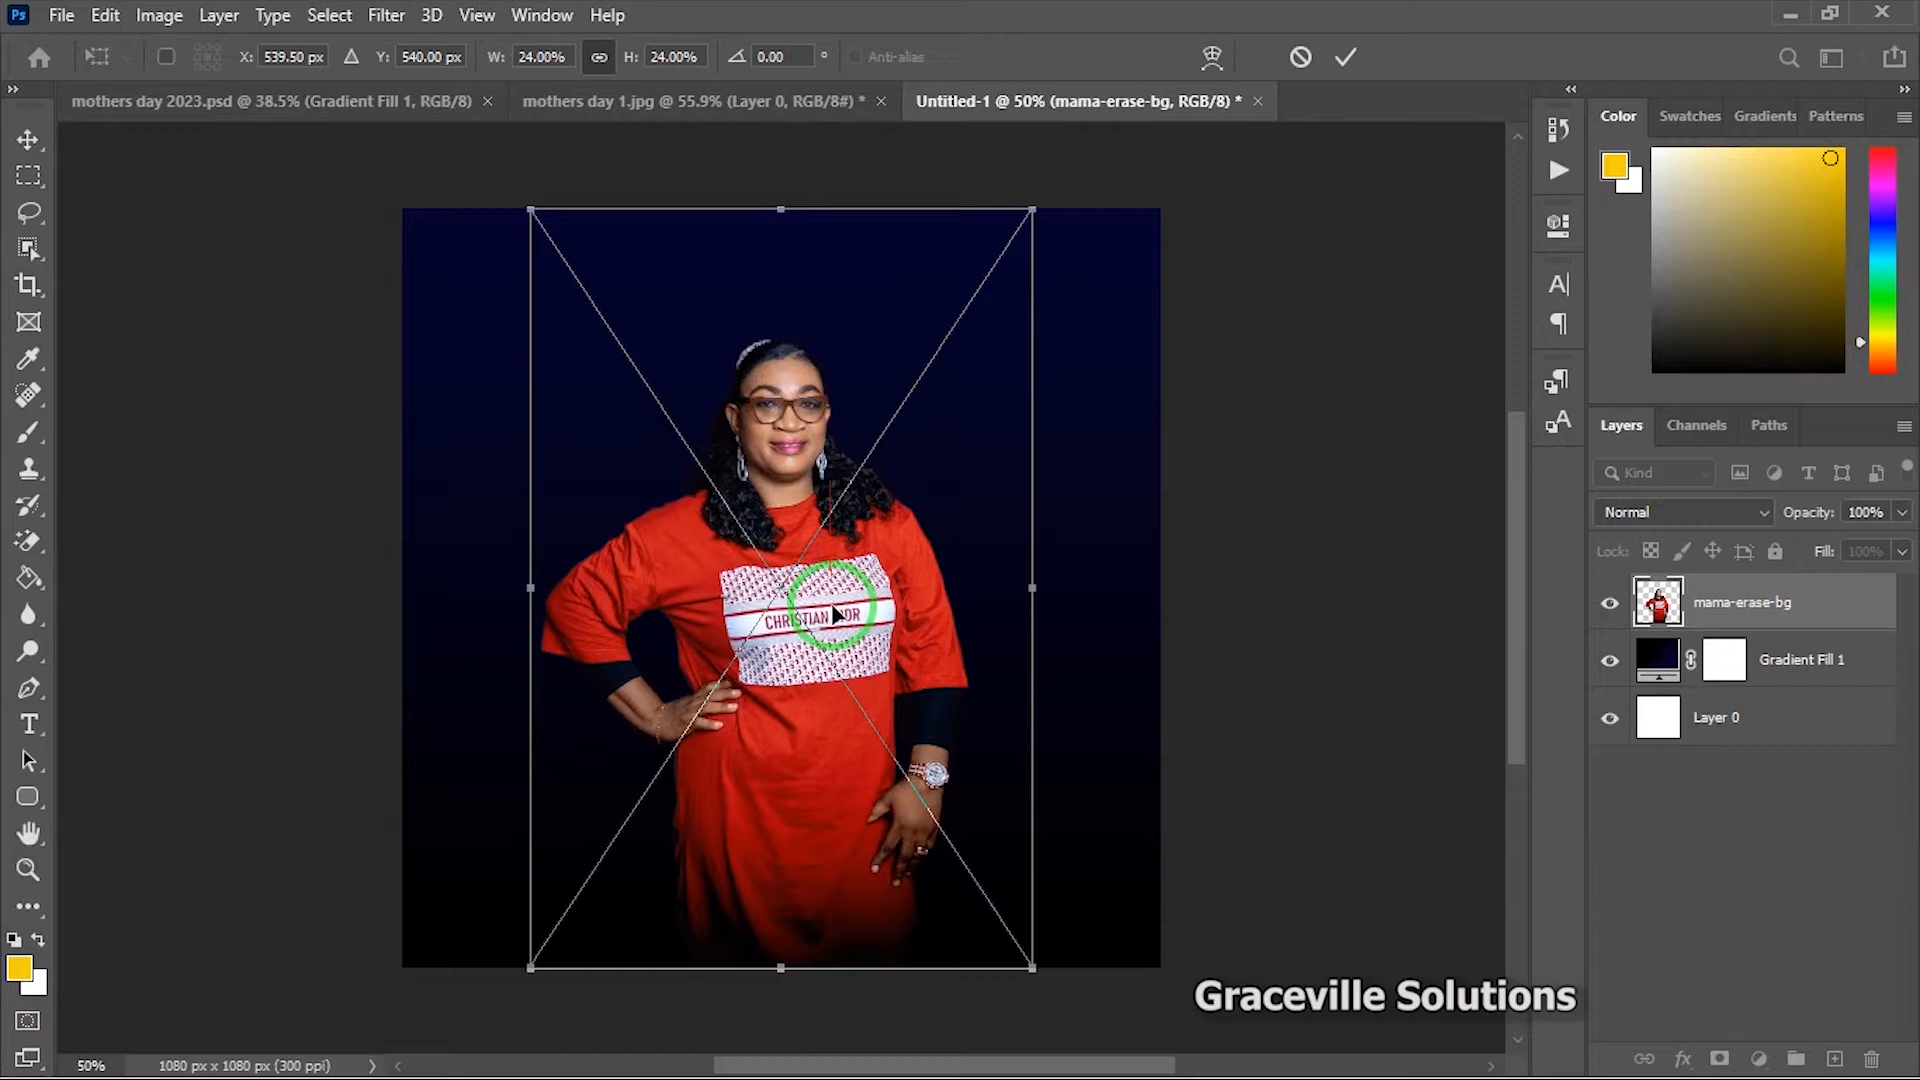 Ps File Edit Image Layer Type Select Filter 3D View Window Help
X: 539.50 px Y: 540.00 px W: 24.00% H: 24.00% 0.00 ° Anti-alias
mothers day 2023.psd @ 38.5% (Gradient Fill 1, RGB/8) mothers day 1.jpg @ 55.9% (Layer 0, RGB/8#) * Untitled-1 @ 50% (mama-erase-bg, RGB/8) *
Color Swatches Gradients Patterns
Layers Channels Paths
Kind
Normal Opacity: 100%
Lock: Fill: 100%
mama-erase-bg
Gradient Fill 1
Layer 0
CHRISTIAN
Graceville Solutions
50% 1080 px x 1080 px (300 ppi)